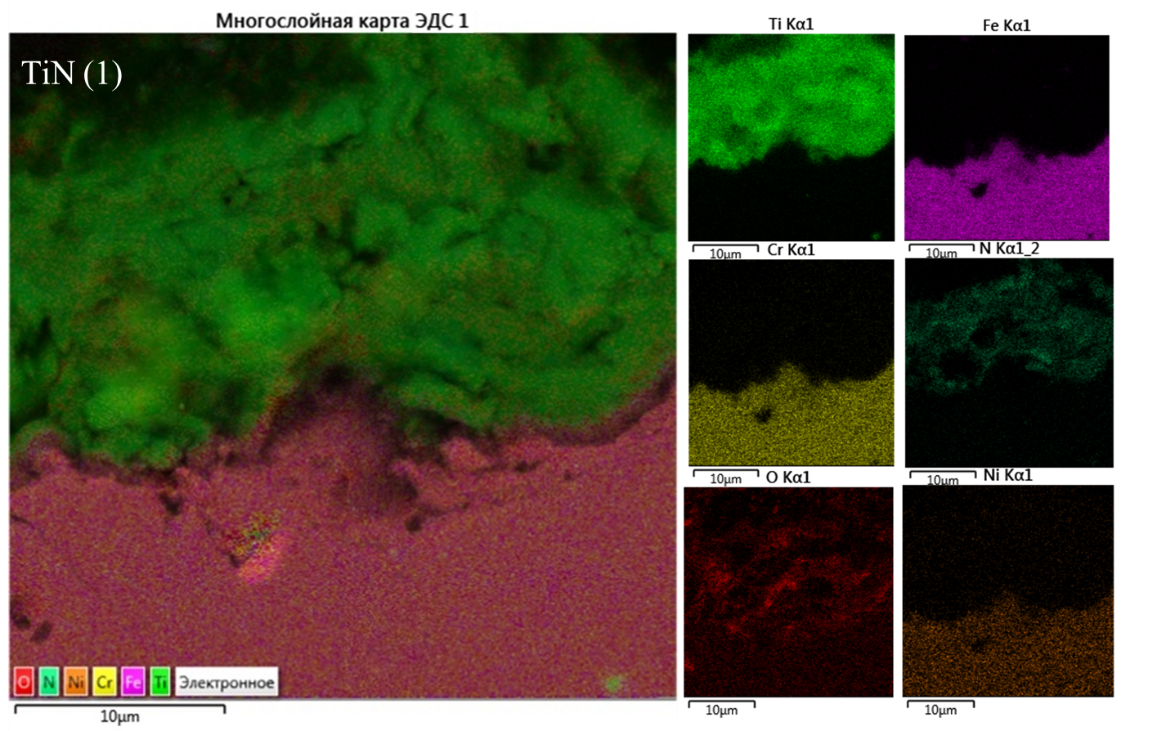 Многослойная карта ЭДС 1
TiN (1)
O N Ni Cr Fe Ti Электронное
10µm
Ti Kα1
Fe Kα1
10µm
10µm
Cr Kα1
N Kα1_2
10µm
10µm
O Kα1
Ni Kα1
10µm
10µm